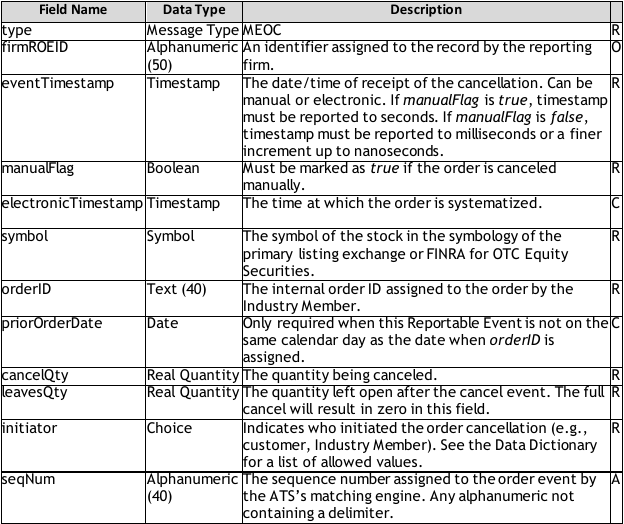 Field Name Data Type Description
type Message Type MEOC R
firmROEID Alphanumeric An identifier assigned to the record by the reporting O
(50) firm.
eventTimestamp Timestamp The date/time of receipt of the cancellation. Can be R
manual or electronic. If manualFlag is true, timestamp
must be reported to seconds. If manualFlag is false,
timestamp must be reported to milliseconds or a finer
increment up to nanoseconds.
manualFlag Boolean Must be marked as true if the order is canceled R
manually.
electronicTimestamp Timestamp The time at which the order is systematized. C
symbol Symbol The symbol of the stock in the symbology of the R
primary listing exchange or FINRA for OTC Equity
Securities.
orderID Text (40) The internal order ID assigned to the order by the R
Industry Member.
priorOrderDate Date Only required when this Reportable Event is not on the C
same calendar day as the date when orderID is
assigned.
cancelQty Real Quantity The quantity being canceled. R
leavesQty Real Quantity The quantity left open after the cancel event. The full R
cancel will result in zero in this field.
initiator Choice Indicates who initiated the order cancellation (e.g., R
customer, Industry Member). See the Data Dictionary
for a list of allowed values.
seqNum Alphanumeric The sequence number assigned to the order event by A
(40) the ATS's matching engine. Any alphanumeric not
containing a delimiter.